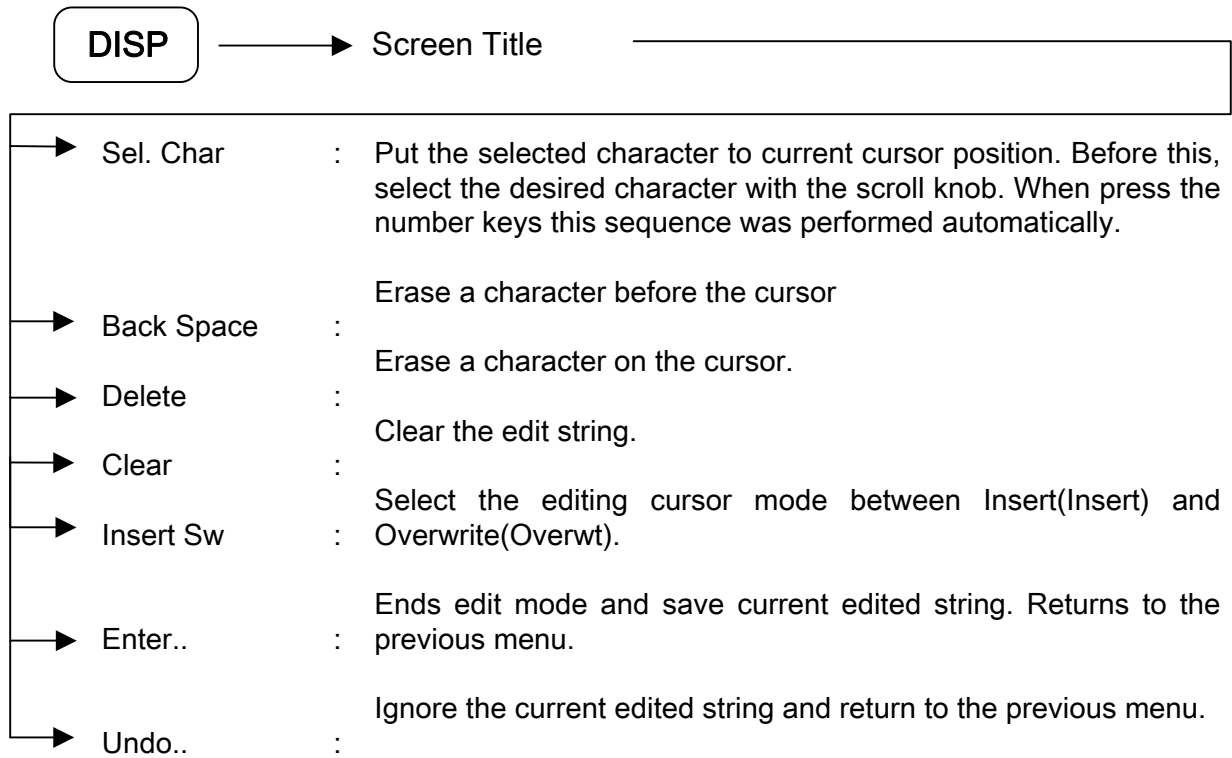 DISP Screen Title
Sel. Char : Put the selected character to current cursor position. Before this,
select the desired character with the scroll knob. When press the
number keys this sequence was performed automatically.
Erase a character before the cursor
Back Space :
Erase a character on the cursor.
Delete :
Clear the edit string.
Clear :
Select the editing cursor mode between Insert(Insert) and
Insert Sw : Overwrite(Overwt).
Ends edit mode and save current edited string. Returns to the
Enter.. : previous menu.
Ignore the current edited string and return to the previous menu.
Undo.. :